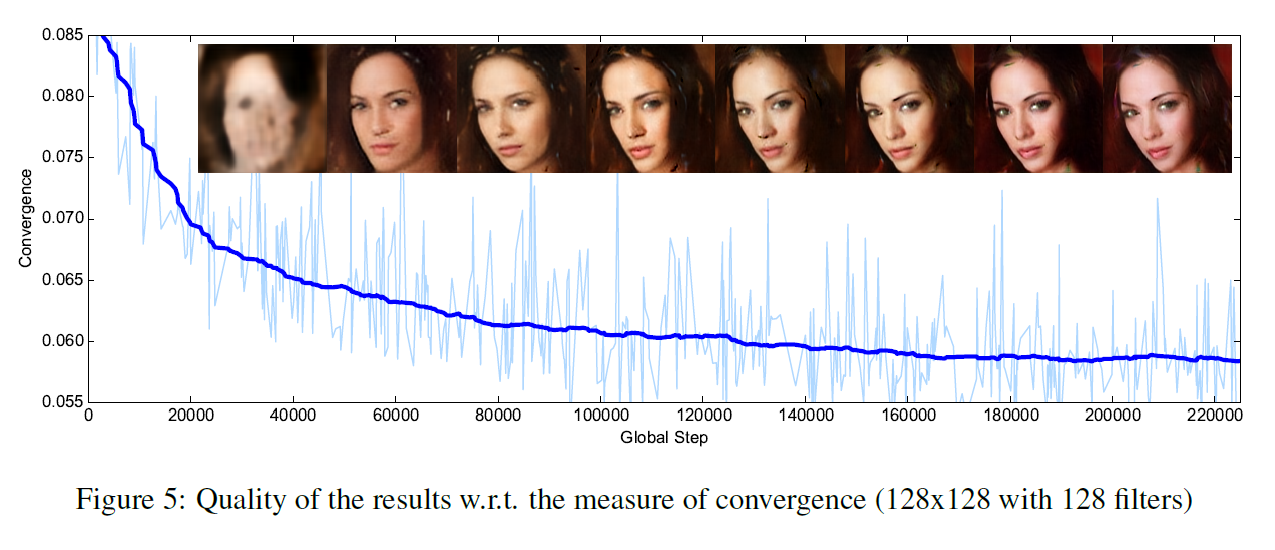 0.085
0.080
0.075
0.070
0.065
0.060
0.055
Convergence
0 20000 40000 60000 80000 100000 120000 140000 160000 180000 200000 220000
Global Step
Figure 5: Quality of the results w.r.t. the measure of convergence (128x128 with 128 filters)